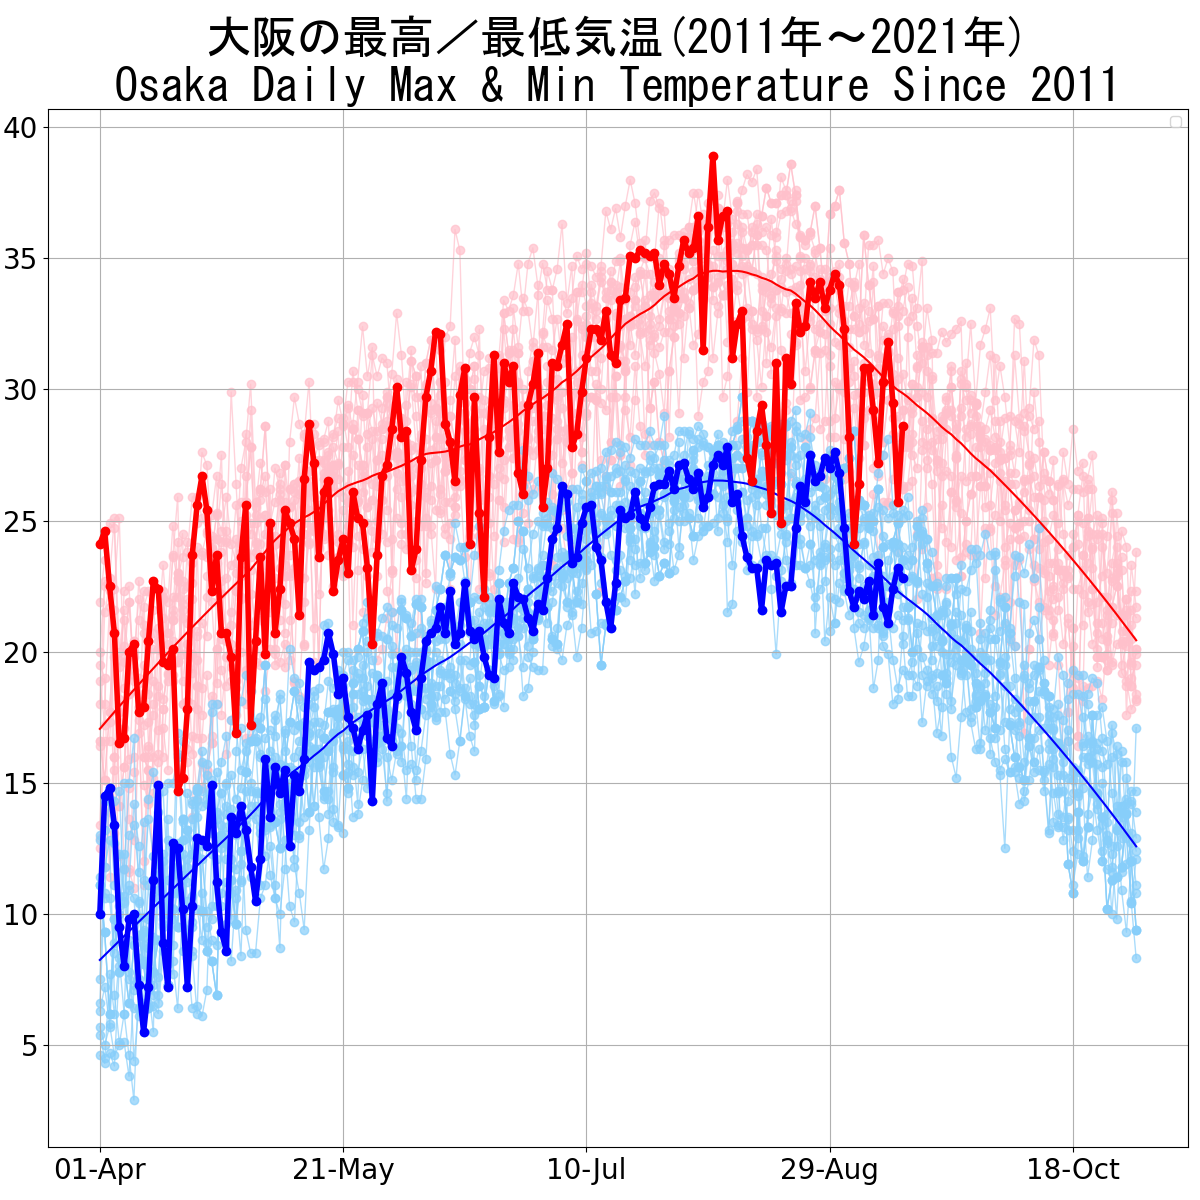 大阪の最高／最低気温(2011年～2021年)
Osaka Daily Max & Min Temperature Since 2011
40
35
30
25
20
15
10
5
01-Apr 21-May 10-Jul 29-Aug 18-Oct